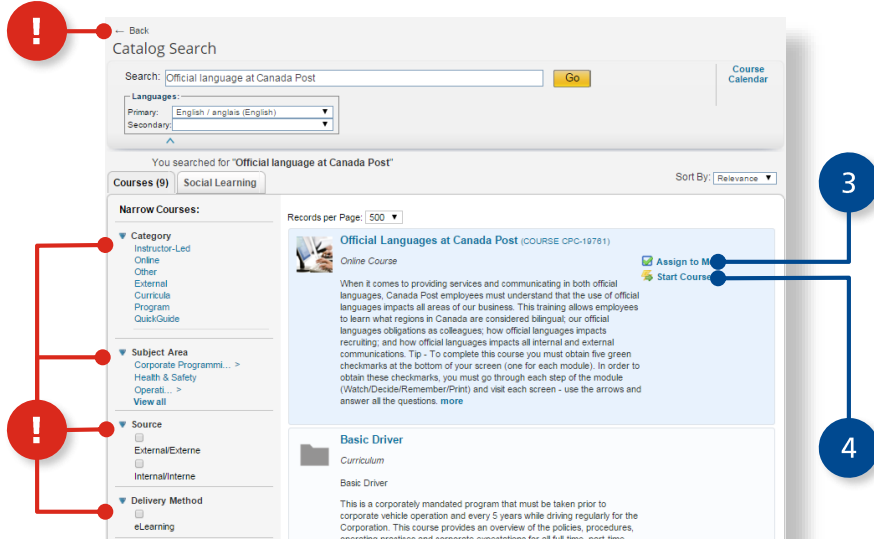 !
← Back
Catalog Search
Search: Official language at Canada Post
Go
Course
Calendar
Languages:
Primary: English / anglais (English)
Secondary:
You searched for "Official language at Canada Post"
Courses (9)
Social Learning
Sort By: Relevance
3
Narrow Courses:
Records per Page: 500
Category
Instructor-Led
Online
Other
External
Curricula
Program
QuickGuide
Subject Area
Corporate Programmi... >
Health & Safety
Operati... >
View all
!
Source
External/Externe
Internal/Interne
Delivery Method
eLearning
Official Languages at Canada Post (COURSE CPC-19761)
Online Course
Assign to M
Start Course
When it comes to providing services and communicating in both official
languages, Canada Post employees must understand that the use of official
languages impacts all areas of our business. This training allows employees
to learn what regions in Canada are considered bilingual; our official
languages obligations as colleagues; how official languages impacts
recruiting; and how official languages impacts all internal and external
communications. Tip - To complete this course you must obtain five green
checkmarks at the bottom of your screen (one for each module). In order to
obtain these checkmarks, you must go through each step of the module
(Watch/Decide/Remember/Print) and visit each screen - use the arrows and
answer all the questions. more
4
Basic Driver
Curriculum
Basic Driver
This is a corporately mandated program that must be taken prior to
corporate vehicle operation and every 5 years while driving regularly for the
Corporation. This course provides an overview of the policies, procedures,